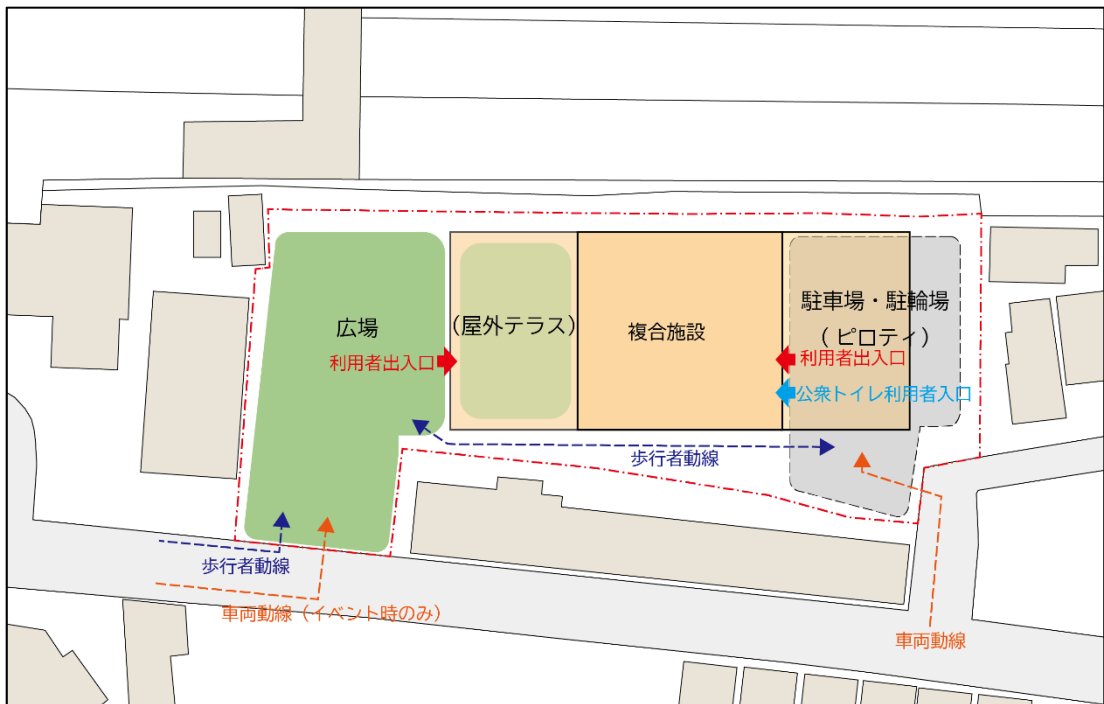 広場
(屋外テラス)
複合施設
駐車場・駐輪場
(ピロティ)
利用者出入口
利用者出入口
公衆トイレ利用者入口
歩行者動線
歩行者動線
車両動線(イベント時のみ)
車両動線